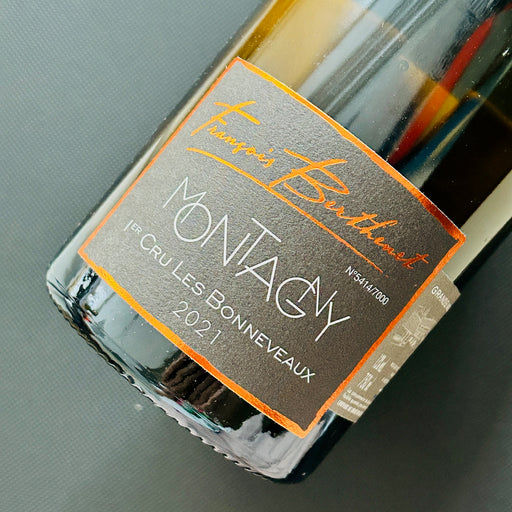 François Berthenet
MONTAGNY
N°5414/7000
1ER CRU LES BONNEVEAUX
2021